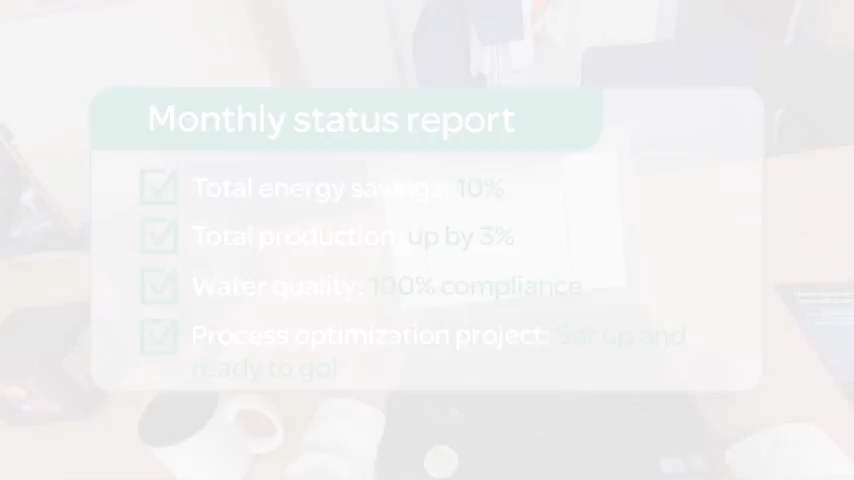 Monthly status report
Total energy savings: 10%
Total production: up by 3%
Water quality: 100% compliance
Process optimization project: Set up and
ready to go!